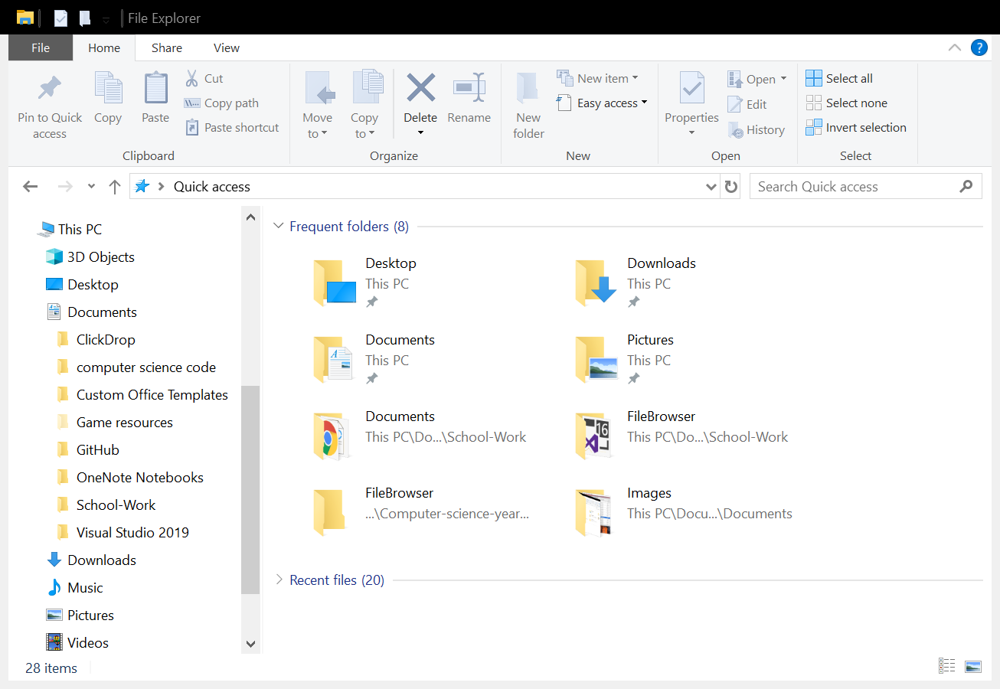 File Explorer
File Home Share View
?
Pin to Quick access
Copy
Paste
Cut
Copy path
Paste shortcut
Clipboard
Move to
Copy to
Delete
Rename
Organize
New folder
New item
Easy access
New
Properties
Open
Edit
History
Open
Select all
Select none
Invert selection
Select
Quick access
Search Quick access
This PC
3D Objects
Desktop
Documents
ClickDrop
computer science code
Custom Office Templates
Game resources
GitHub
OneNote Notebooks
School-Work
Visual Studio 2019
Downloads
Music
Pictures
Videos
Frequent folders (8)
Desktop
This PC
Downloads
This PC
Documents
This PC
Pictures
This PC
Documents
This PC\Do...\School-Work
FileBrowser
This PC\Do...\School-Work
16
FileBrowser
...\Computer-science-year...
Images
This PC\Docu...\Documents
Recent files (20)
28 items